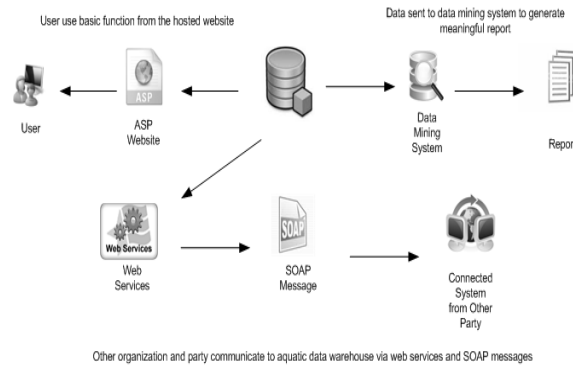 User use basic function from the hosted website
Data sent to data mining system to generate
meaningful report
ASP
User
ASP
Website
Data
Mining
System
Repor
Web Services
SOAP
Web
Services
SOAP
Message
Connected
System
from Other
Party
Other organization and party communicate to aquatic data warehouse via web services and SOAP messages